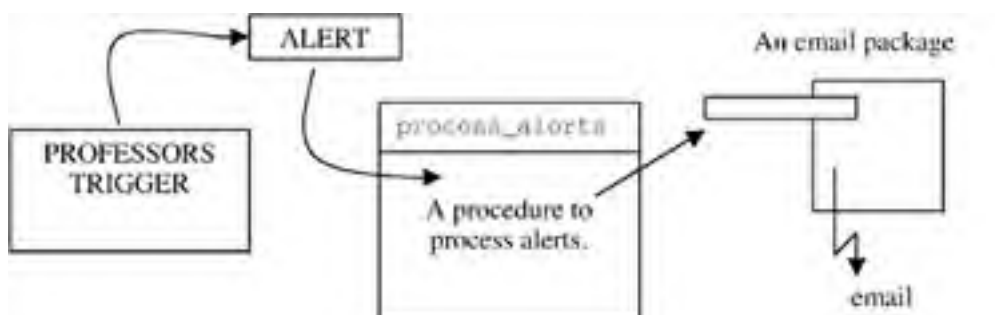 ALERT
An email package
process_alerts
PROFESSORS
TRIGGER
A procedure to
process alerts.
email